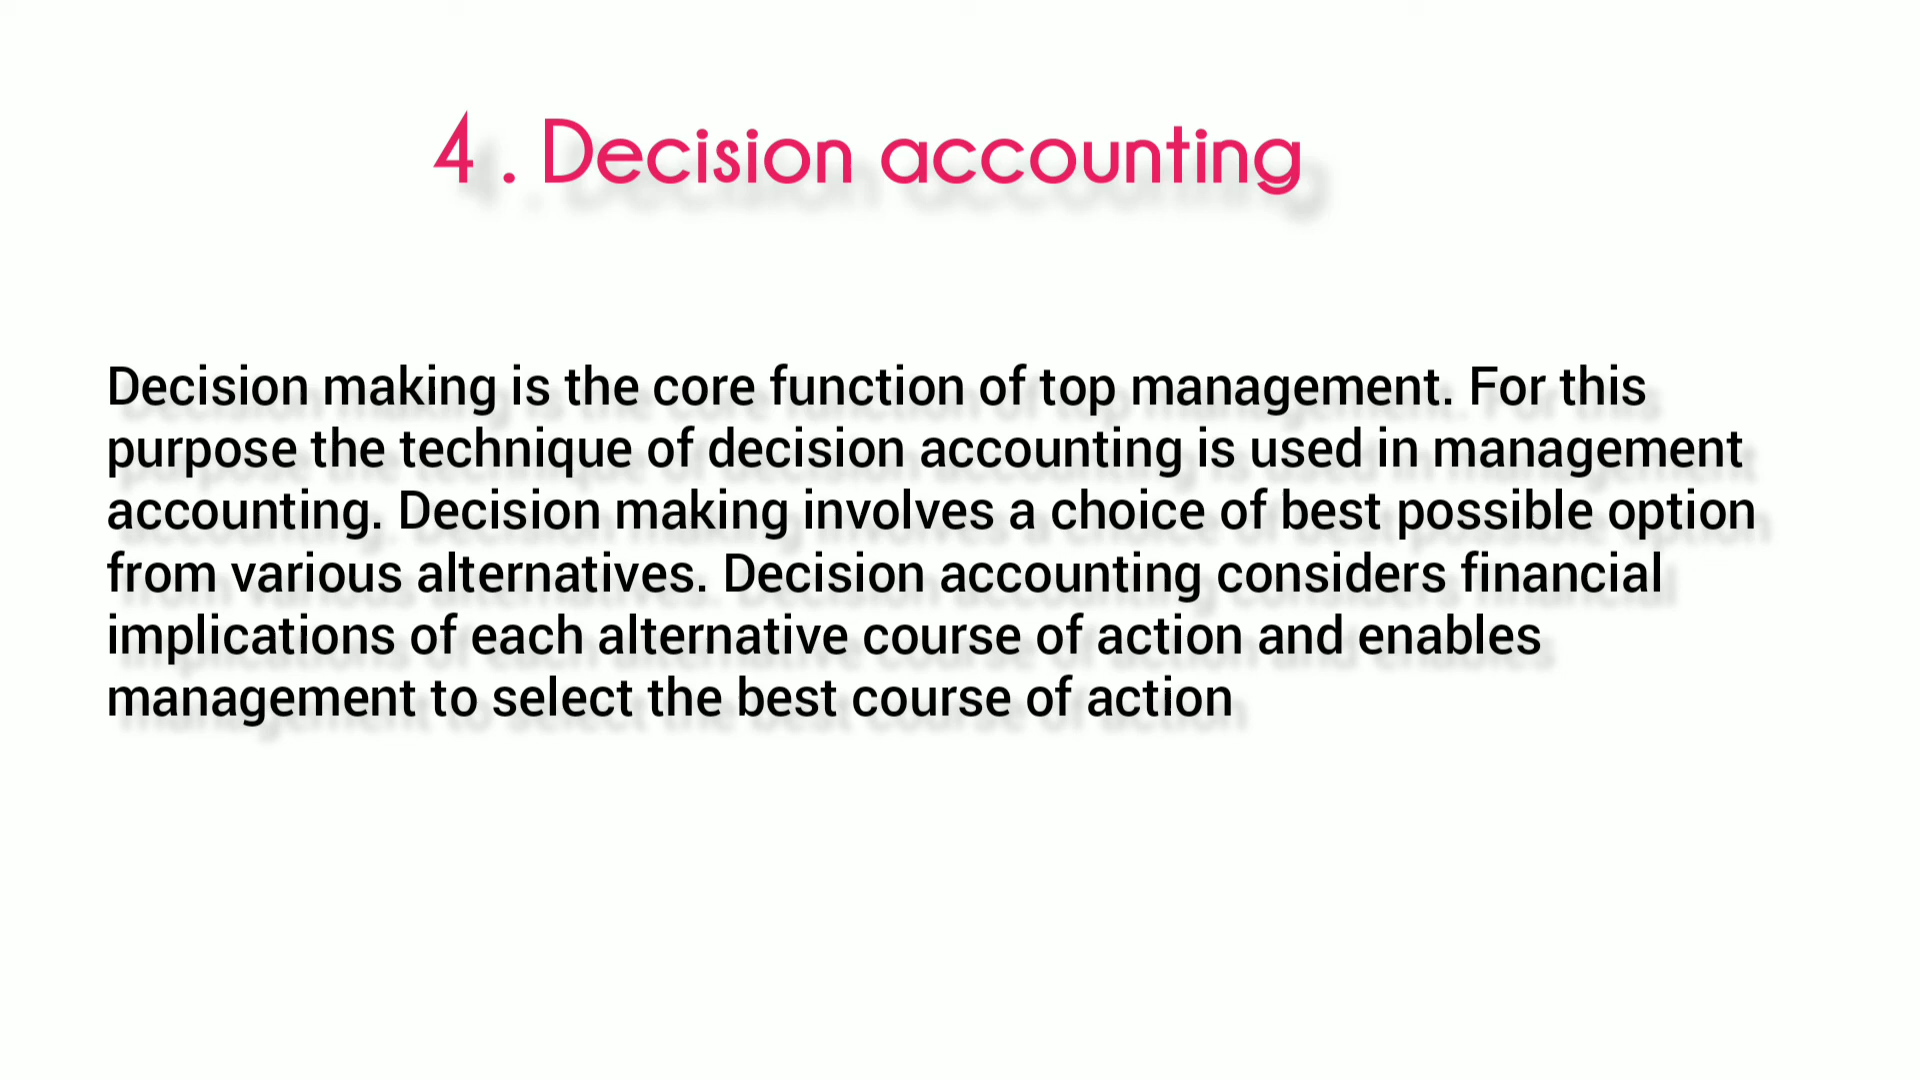 4 . Decision accounting
Decision making is the core function of top management. For this
purpose the technique of decision accounting is used in management
accounting. Decision making involves a choice of best possible option
from various alternatives. Decision accounting considers financial
implications of each alternative course of action and enables
management to select the best course of action